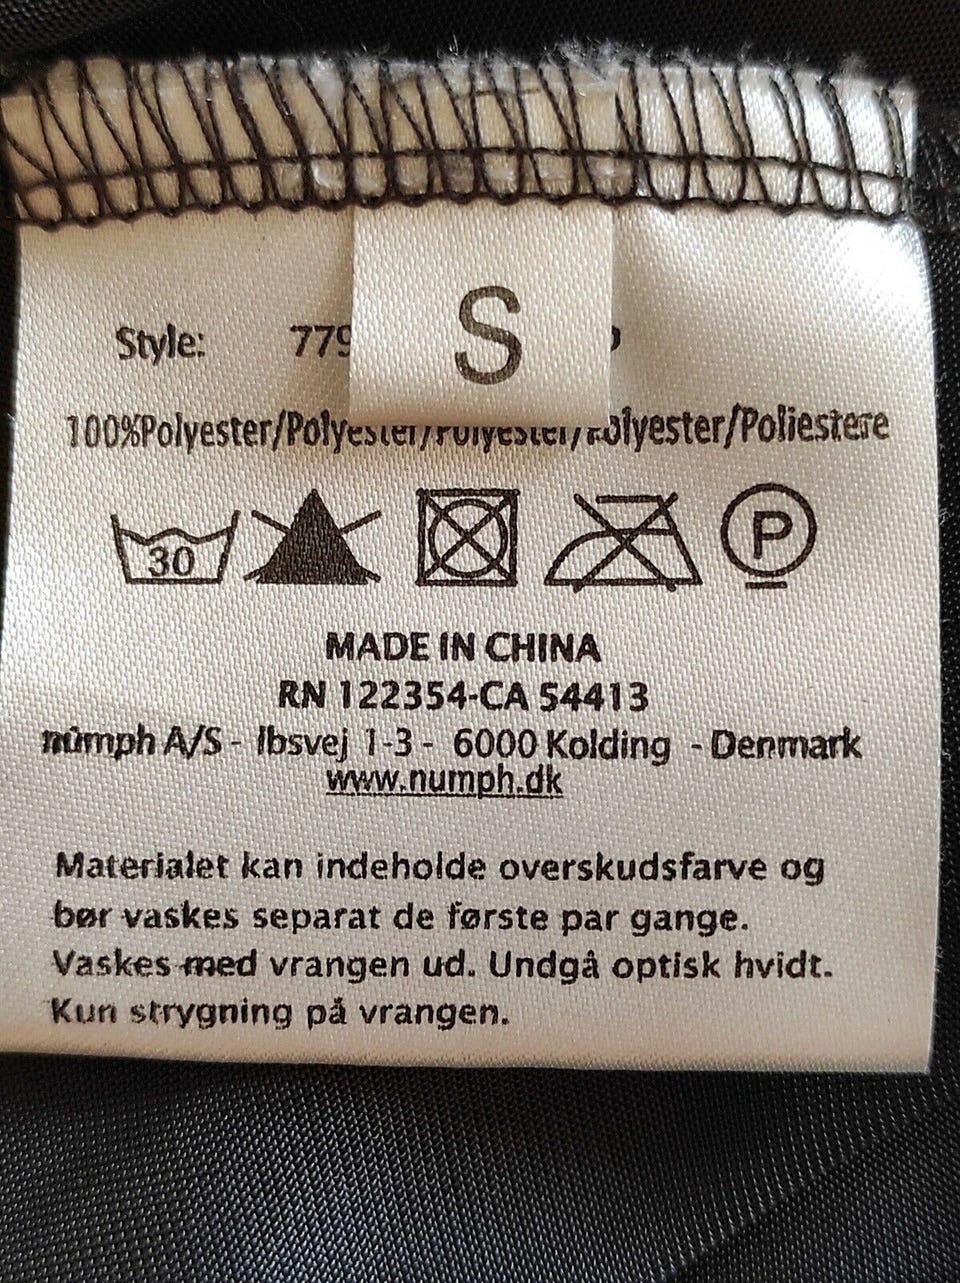 S
Style: 779
100%Polyester/Polyester/Polyester/Polyester/Poliestere
30
P
MADE IN CHINA
RN 122354-CA 54413
nümph A/S - Ibsvej 1-3 - 6000 Kolding - Denmark
www.numph.dk
Materialet kan indeholde overskudsfarve og
bør vaskes separat de første par gange.
Vaskes med vrangen ud. Undgå optisk hvidt.
Kun strygning på vrangen.